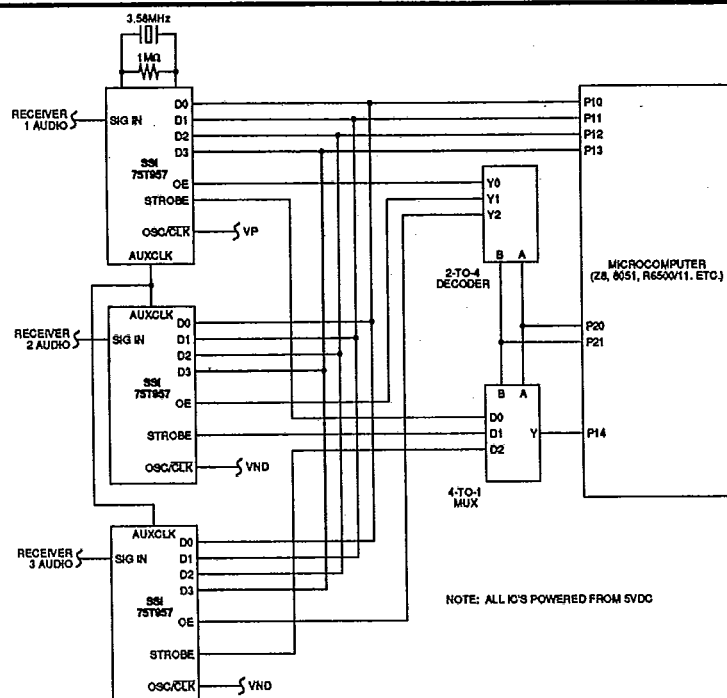 3.58MHz
1MΩ
RECEIVER
1 AUDIO
SIG IN
D0
D1
D2
D3
SSI
75T957
OE
STROBE
OSC/CLK
VP
AUXCLK
AUXCLK
RECEIVER
2 AUDIO
SIG IN
D0
D1
D2
D3
SSI
75T957
OE
STROBE
OSC/CLK
VND
AUXCLK
RECEIVER
3 AUDIO
SIG IN
D0
D1
D2
D3
SSI
75T957
OE
STROBE
OSC/CLK
VND
Y0
Y1
Y2
B A
2-TO-4
DECODER
B A
D0
D1
D2
Y
4-TO-1
MUX
P10
P11
P12
P13
MICROCOMPUTER
(Z8, 8051, R6500/11. ETC.)
P20
P21
P14
NOTE: ALL IC'S POWERED FROM 5VDC